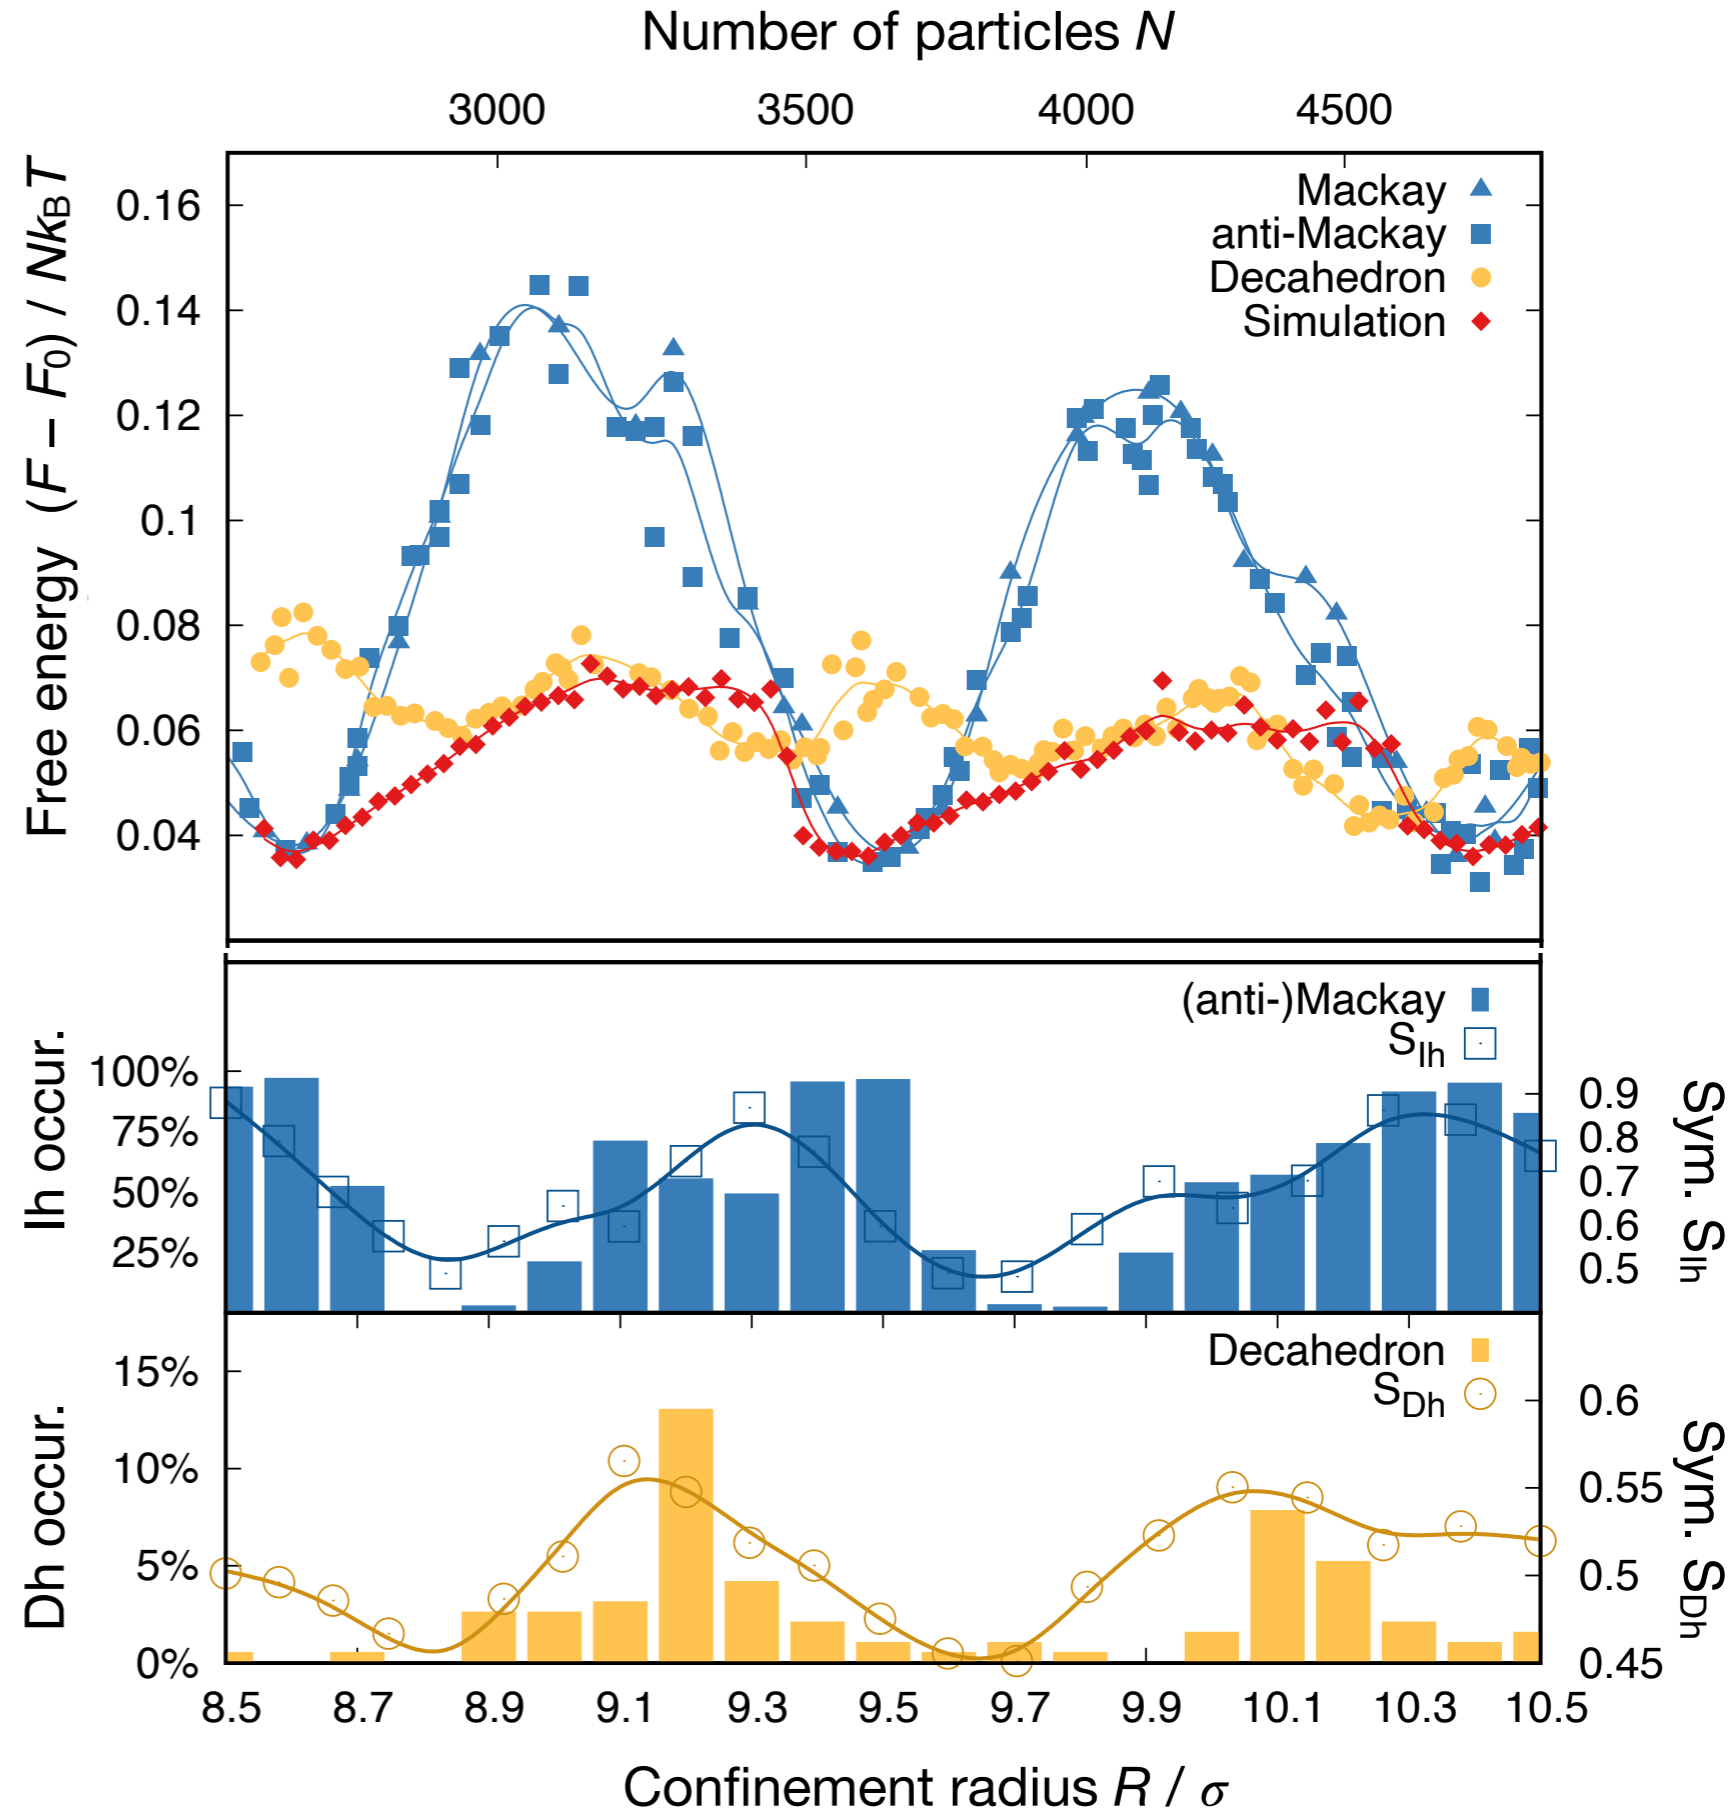 Number of particles N
3000 3500 4000 4500
Free energy (F − F0) / NkBT
0.16
0.14
0.12
0.1
0.08
0.06
0.04
Mackay
anti-Mackay
Decahedron
Simulation
Ih occur.
100%
75%
50%
25%
(anti-)Mackay
SIh
0.9
0.8
0.7
0.6
0.5
Sym. SIh
Dh occur.
15%
10%
5%
0%
Decahedron
SDh
0.6
0.55
0.5
0.45
Sym. SDh
8.5 8.7 8.9 9.1 9.3 9.5 9.7 9.9 10.1 10.3 10.5
Confinement radius R / σ